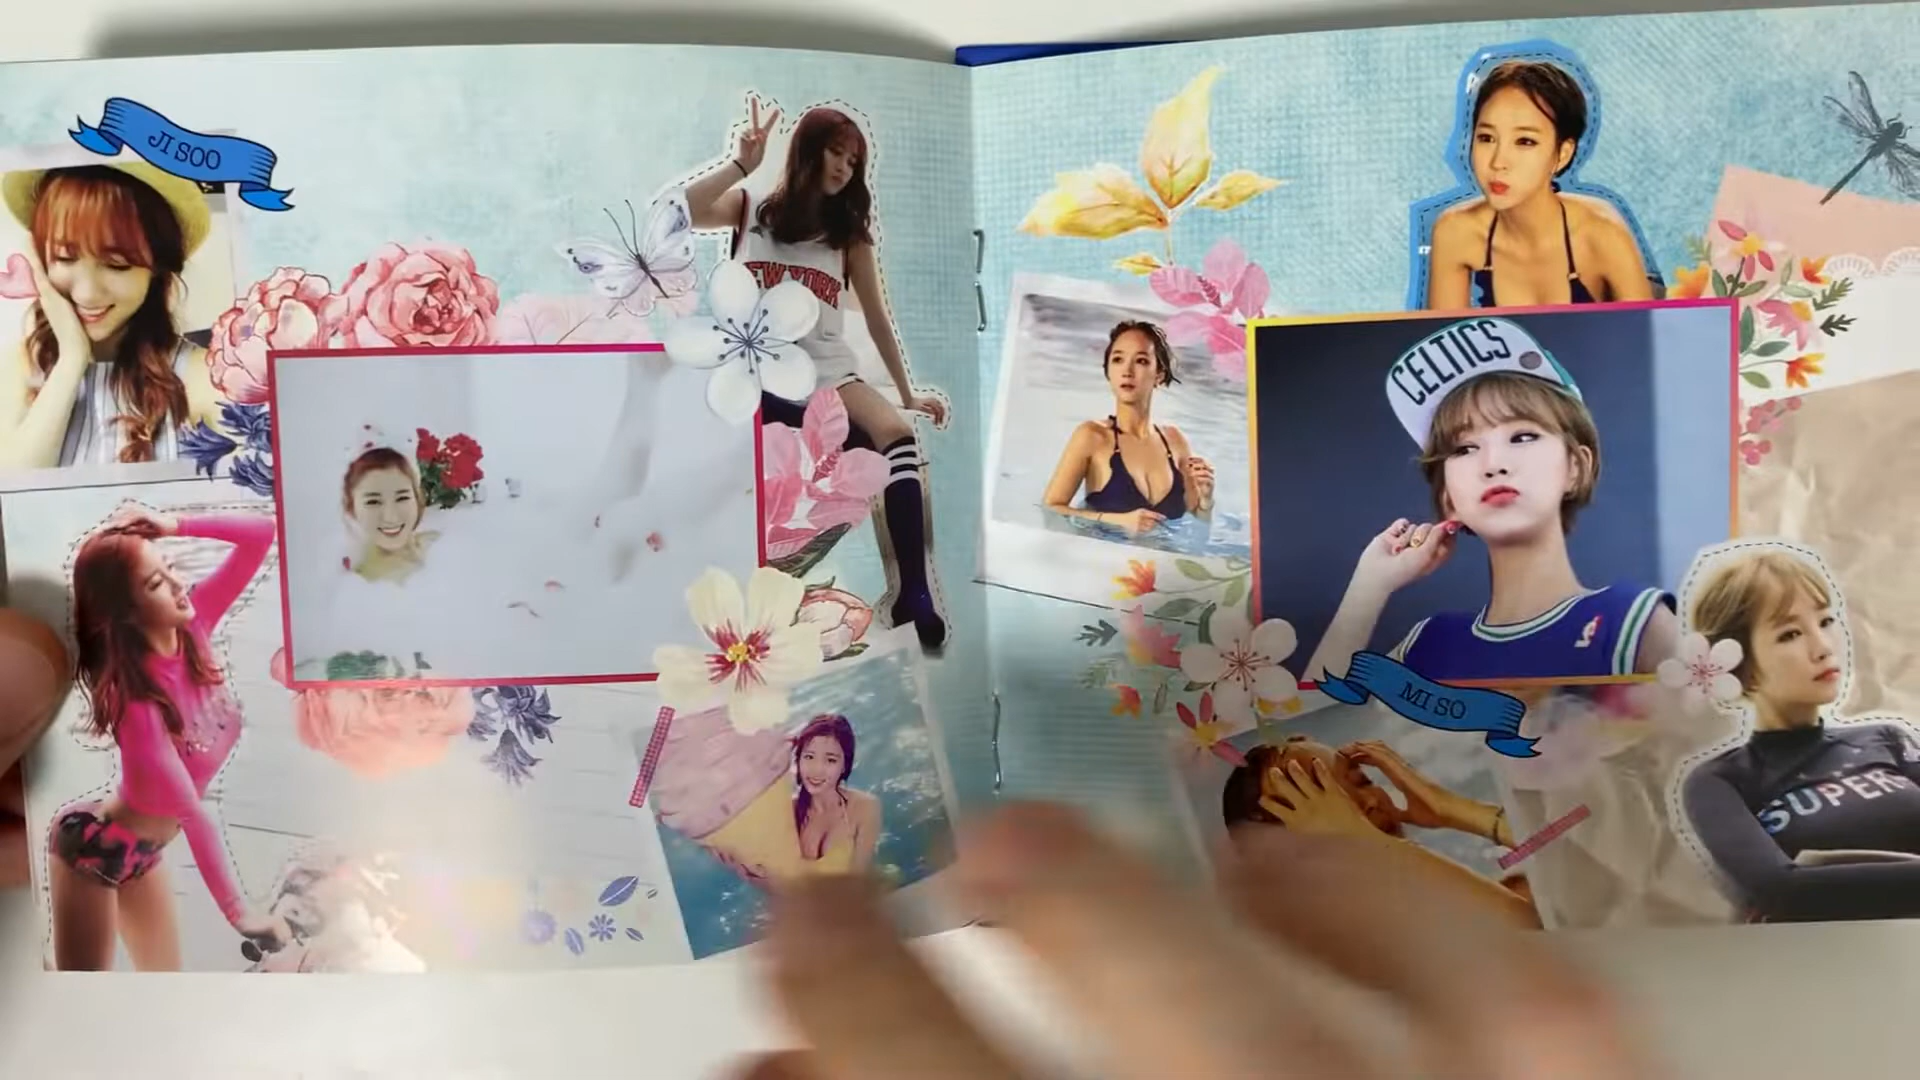 JI SOO
NEW YORK
CELTICS
MI SO
SUPER